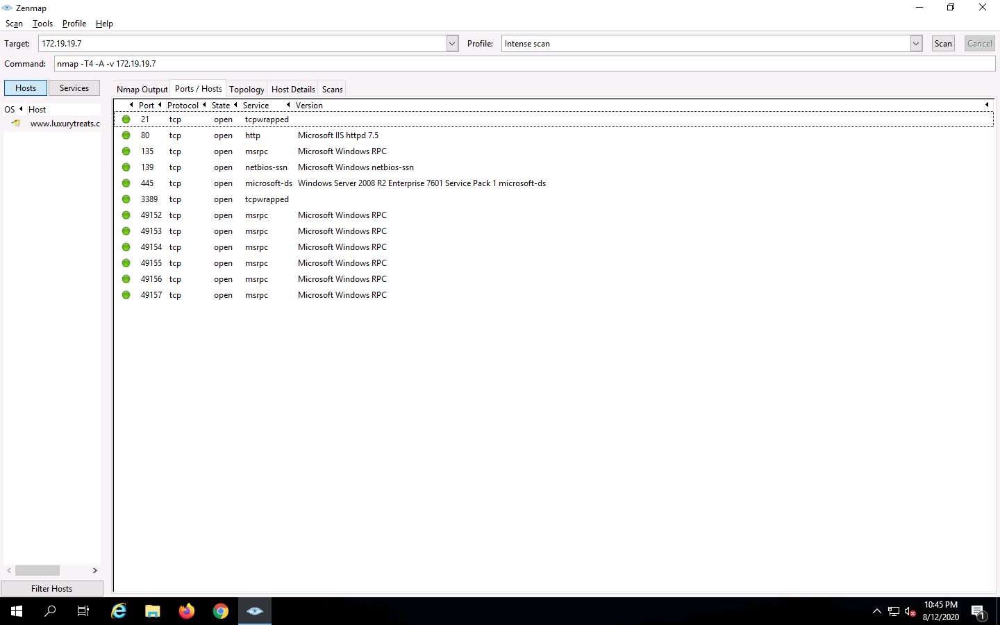 Zenmap
Scan Tools Profile Help
Target: 172.19.19.7 Profile: Intense scan Scan Cancel
Command: nmap -T4 -A -v 172.19.19.7
Hosts Services
Nmap Output Ports / Hosts Topology Host Details Scans
OS Host
www.luxurytreats.c
Port Protocol State Service Version
21 tcp open tcpwrapped
80 tcp open http Microsoft IIS httpd 7.5
135 tcp open msrpc Microsoft Windows RPC
139 tcp open netbios-ssn Microsoft Windows netbios-ssn
445 tcp open microsoft-ds Windows Server 2008 R2 Enterprise 7601 Service Pack 1 microsoft-ds
3389 tcp open tcpwrapped
49152 tcp open msrpc Microsoft Windows RPC
49153 tcp open msrpc Microsoft Windows RPC
49154 tcp open msrpc Microsoft Windows RPC
49155 tcp open msrpc Microsoft Windows RPC
49156 tcp open msrpc Microsoft Windows RPC
49157 tcp open msrpc Microsoft Windows RPC
Filter Hosts
10:45 PM
8/12/2020
1